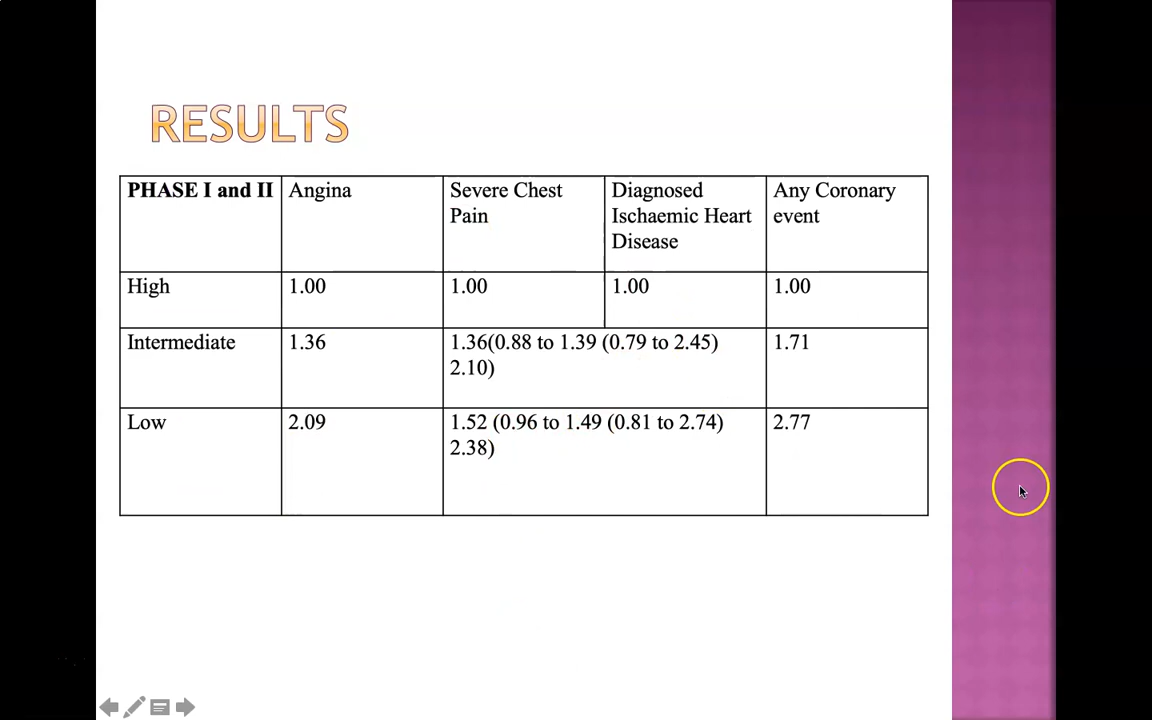 RESULTS
PHASE I and II Angina Severe Chest Diagnosed Any Coronary
Pain Ischaemic Heart event
Disease
High 1.00 1.00 1.00 1.00
Intermediate 1.36 1.36(0.88 to 1.39 (0.79 to 2.45) 1.71
2.10)
Low 2.09 1.52 (0.96 to 1.49 (0.81 to 2.74) 2.77
2.38)